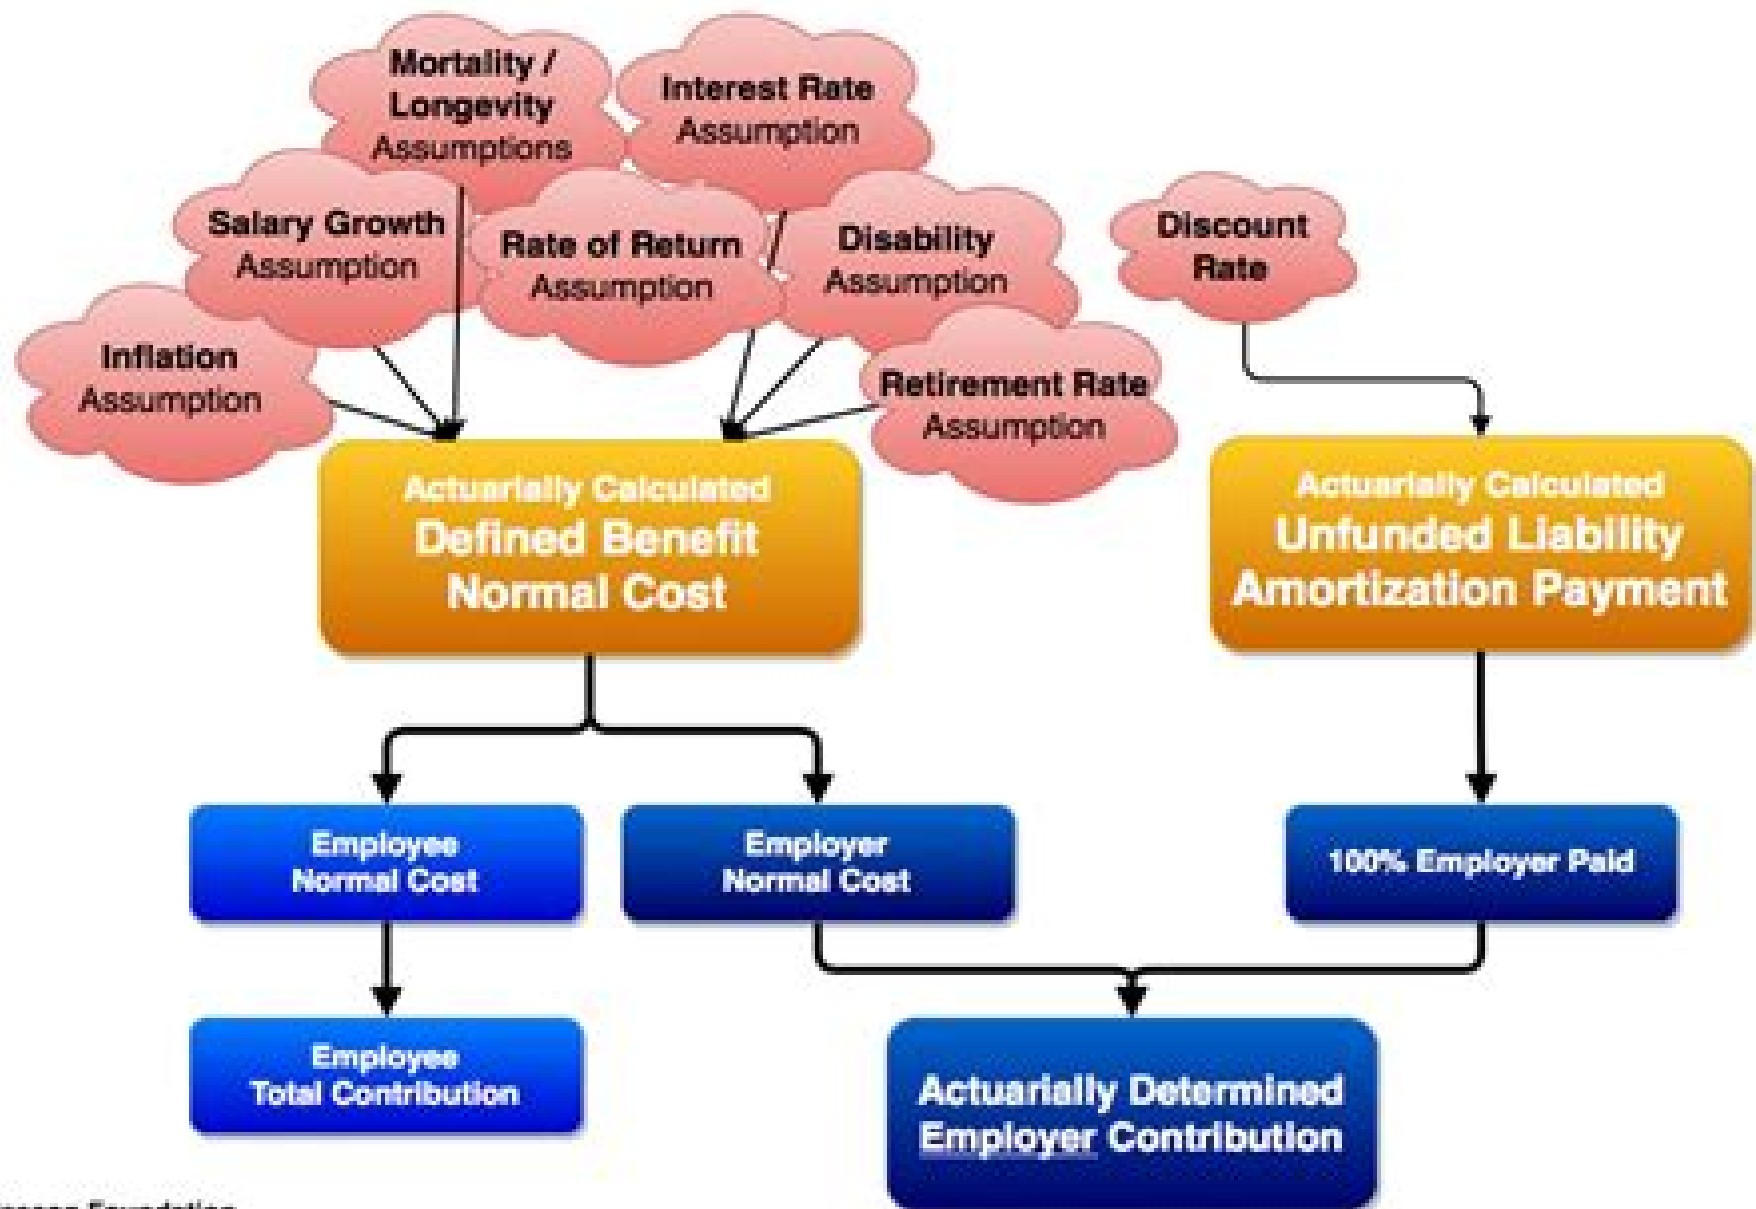 Mortality /
Longevity
Assumptions
Interest Rate
Assumption
Salary Growth
Assumption
Rate of Return
Assumption
Disability
Assumption
Discount
Rate
Inflation
Assumption
Retirement Rate
Assumption
Actuarially Calculated
Defined Benefit
Normal Cost
Actuarially Calculated
Unfunded Liability
Amortization Payment
Employee
Normal Cost
Employer
Normal Cost
100% Employer Paid
Employee
Total Contribution
Actuarially Determined
Employer Contribution
Foundation